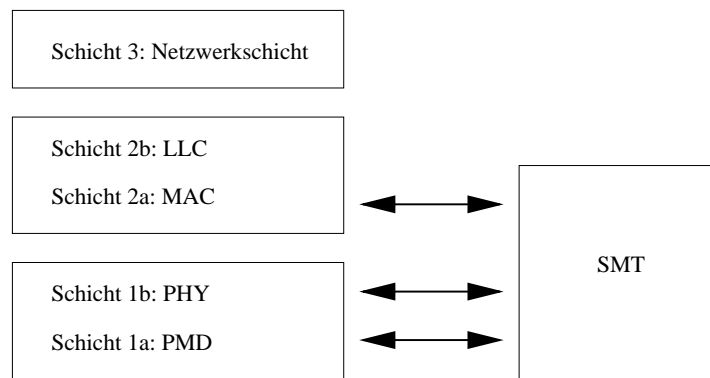 Schicht 3: Netzwerkschicht
Schicht 2b: LLC
Schicht 2a: MAC
SMT
Schicht 1b: PHY
Schicht 1a: PMD